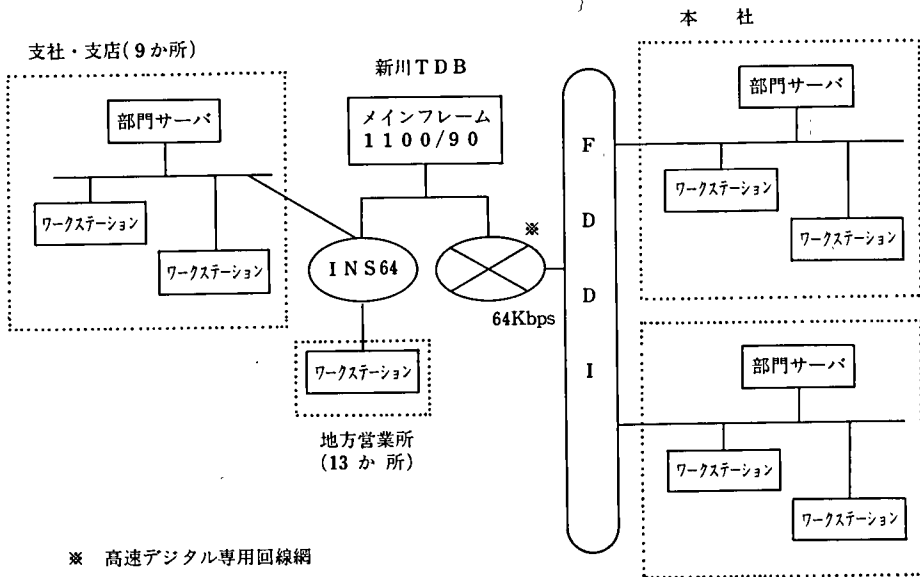 本 社
支社・支店(9か所)
新川TDB
部門サーバ
ワークステーション
ワークステーション
メインフレーム
1100/90
INS64
※
64Kbps
ワークステーション
地方営業所
(13か所)
F
D
D
I
部門サーバ
ワークステーション
ワークステーション
部門サーバ
ワークステーション
ワークステーション
※ 高速デジタル専用回線網